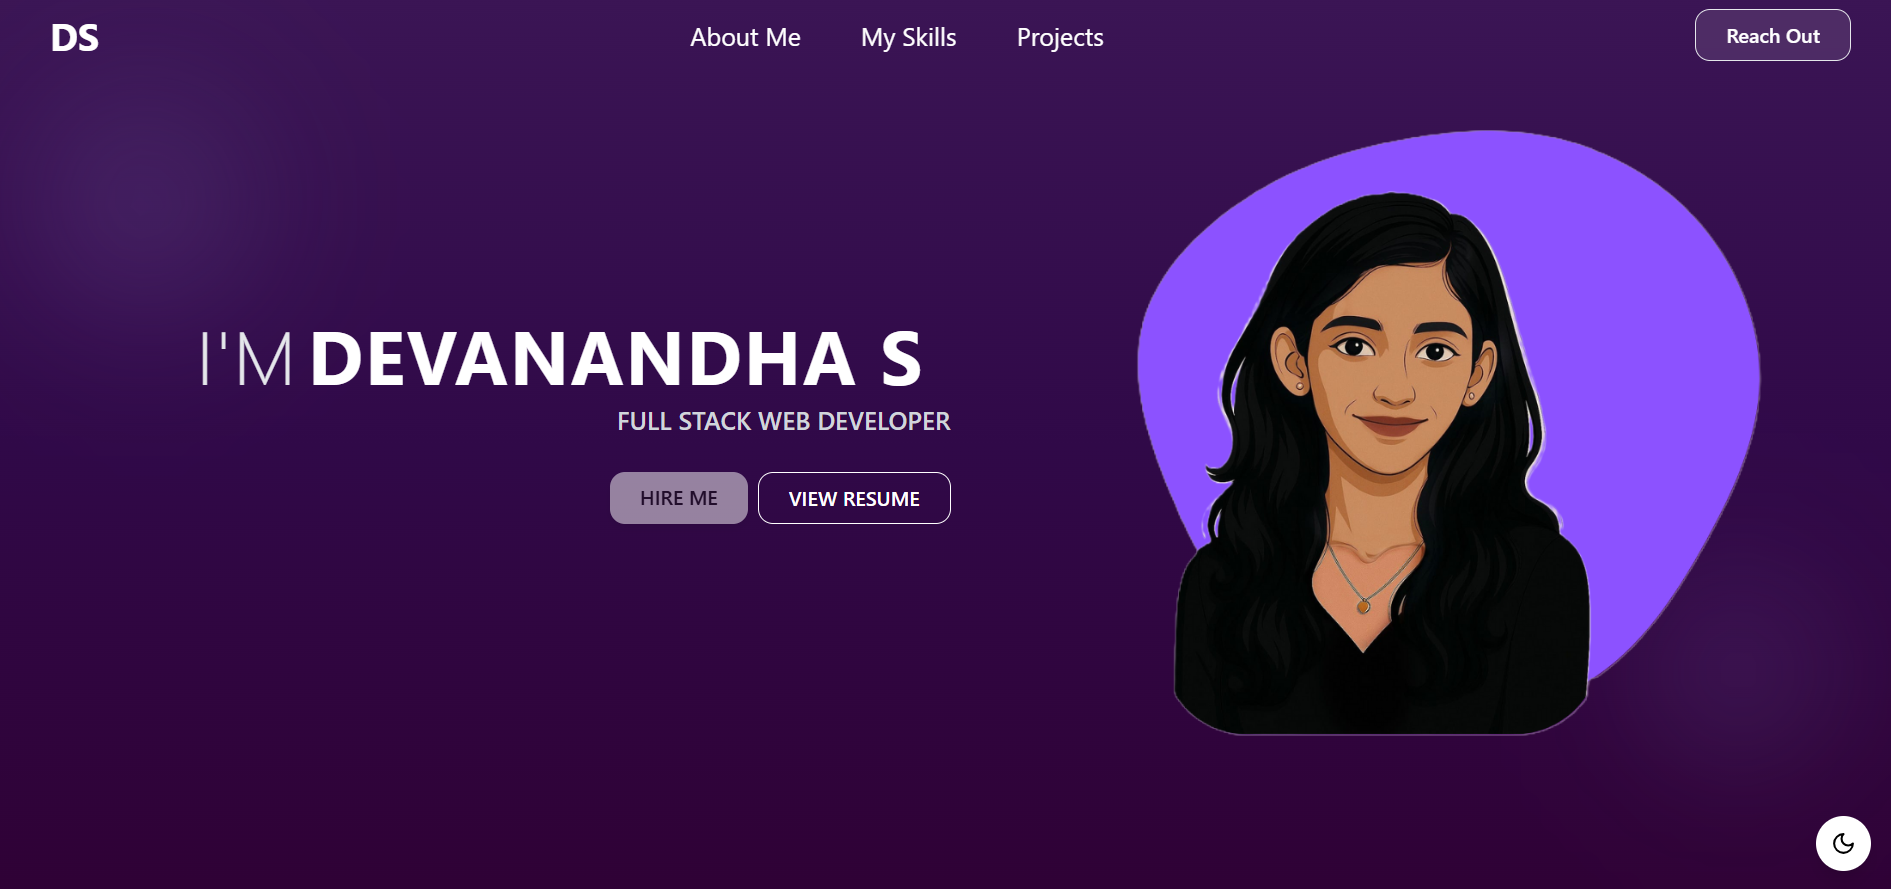 DS
About Me
My Skills
Projects
Reach Out
I'M DEVANANDHA S
FULL STACK WEB DEVELOPER
HIRE ME
VIEW RESUME